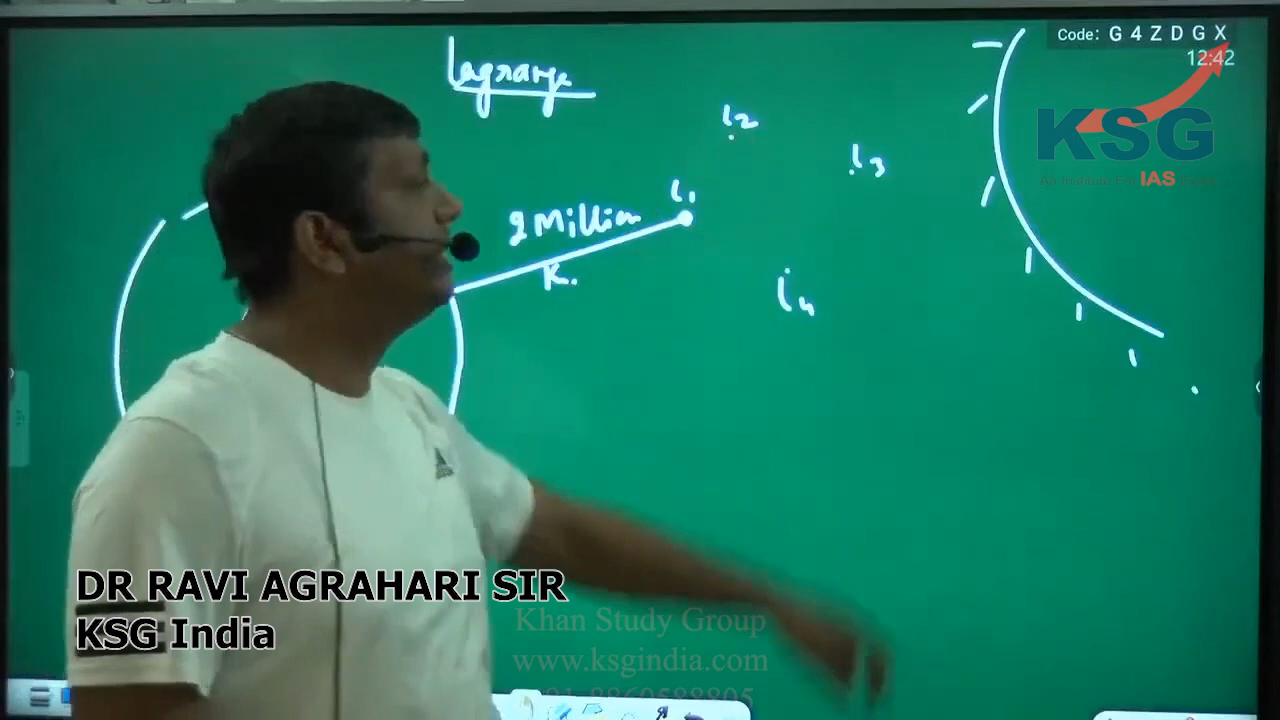 Code: G4ZDGX
12:42
Lagrange
KSG
An Institute For IAS Exam
L2
L3
L1
2 Million
K.
L4
DR RAVI AGRAHARI SIR
KSG India
Khan Study Group
www.ksgindia.com